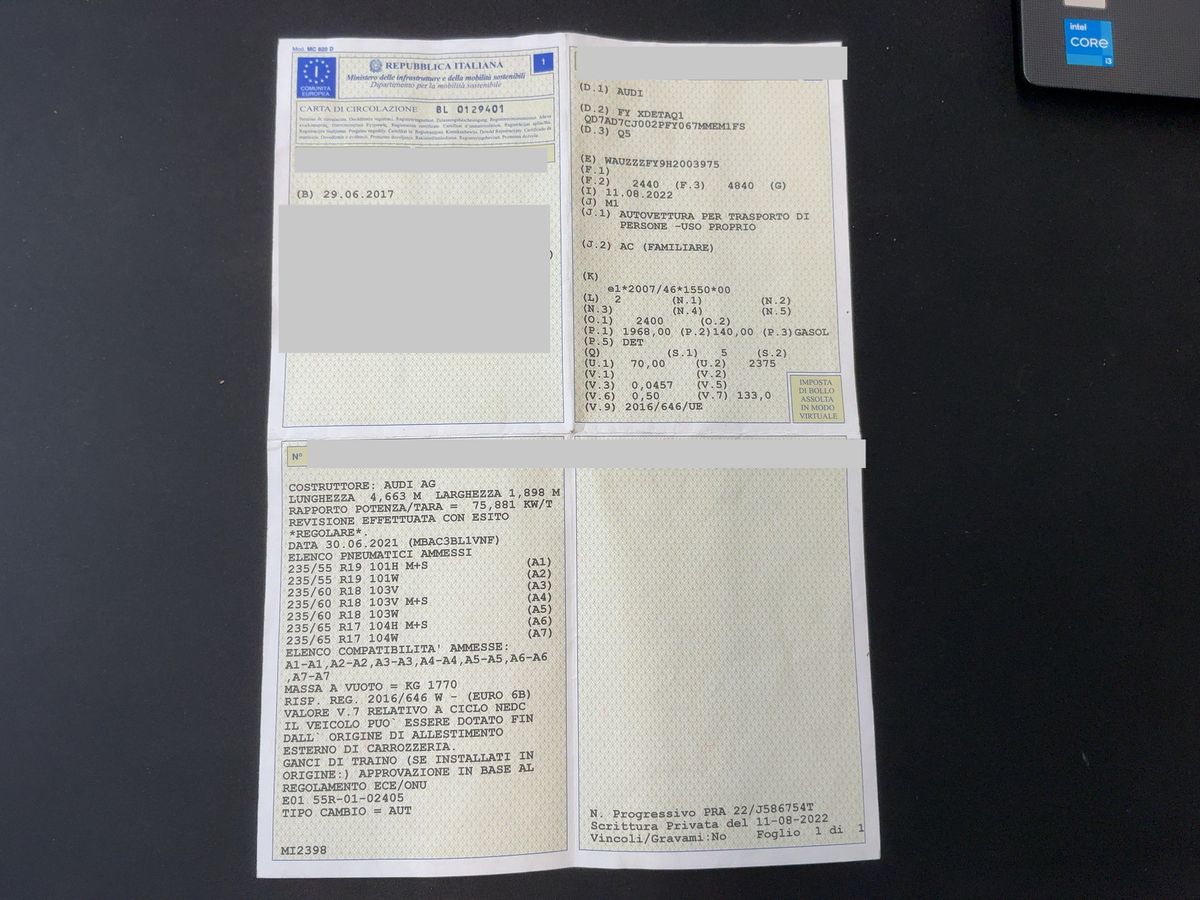 Mod. MC 820 D
I
COMUNITÀ
EUROPEA
REPUBBLICA ITALIANA
Ministero delle infrastrutture e della mobilità sostenibili
Dipartimento per la mobilità sostenibile
1
CARTA DI CIRCOLAZIONE BL 0129401
(B) 29.06.2017
)
(D.1) AUDI
(D.2) FY XDETAQ1
QD7AD7CJ002PFY067MMEM1FS
(D.3) Q5
(E) WAUZZZFY9H2003975
(F.1)
(F.2) 2440 (F.3) 4840 (G)
(I) 11.08.2022
(J) M1
(J.1) AUTOVETTURA PER TRASPORTO DI
PERSONE -USO PROPRIO
(J.2) AC (FAMILIARE)
(K)
e1*2007/46*1550*00
(L) 2 (N.1) (N.2)
(N.3) (N.4) (N.5)
(O.1) 2400 (O.2)
(P.1) 1968,00 (P.2)140,00 (P.3)GASOL
(P.5) DET
(Q) (S.1) 5 (S.2)
(U.1) 70,00 (U.2) 2375
(V.1) (V.2)
(V.3) 0,0457 (V.5)
(V.6) 0,50 (V.7) 133,0
(V.9) 2016/646/UE
IMPOSTA
DI BOLLO
ASSOLTA
IN MODO
VIRTUALE
N°
COSTRUTTORE: AUDI AG
LUNGHEZZA 4,663 M LARGHEZZA 1,898 M
RAPPORTO POTENZA/TARA = 75,881 KW/T
REVISIONE EFFETTUATA CON ESITO
*REGOLARE*.
DATA 30.06.2021 (MBAC3BL1VNF)
ELENCO PNEUMATICI AMMESSI
235/55 R19 101H M+S (A1)
235/55 R19 101W (A2)
235/60 R18 103V (A3)
235/60 R18 103V M+S (A4)
235/60 R18 103W (A5)
235/65 R17 104H M+S (A6)
235/65 R17 104W (A7)
ELENCO COMPATIBILITA' AMMESSE:
A1-A1,A2-A2,A3-A3,A4-A4,A5-A5,A6-A6
,A7-A7
MASSA A VUOTO = KG 1770
RISP. REG. 2016/646 W - (EURO 6B)
VALORE V.7 RELATIVO A CICLO NEDC
IL VEICOLO PUO` ESSERE DOTATO FIN
DALL` ORIGINE DI ALLESTIMENTO
ESTERNO DI CARROZZERIA.
GANCI DI TRAINO (SE INSTALLATI IN
ORIGINE:) APPROVAZIONE IN BASE AL
REGOLAMENTO ECE/ONU
E01 55R-01-02405
TIPO CAMBIO = AUT
MI2398
N. Progressivo PRA 22/J586754T
Scrittura Privata del 11-08-2022
Vincoli/Gravami:No Foglio 1 di 1
intel
CORE
i3